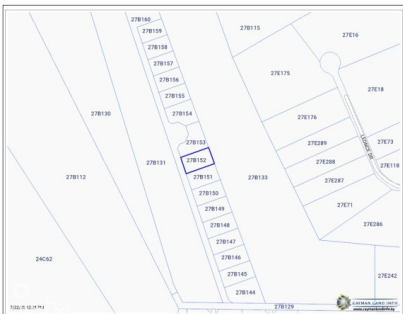 27B160
27B159
27B158
27B157
27B156
27B155
27B154
27B153
27B152
27B151
27B150
27B149
27B148
27B147
27B146
27B145
27B144
27B129
27B130
27B131
27B112
24C62
27B115
27B133
27E16
27E175
27E18
27E176
27E289
27E288
27E287
27E71
27E286
27E73
27E118
27E242
CAYMAN LAND INFO
www.caymanlandinfo.ky